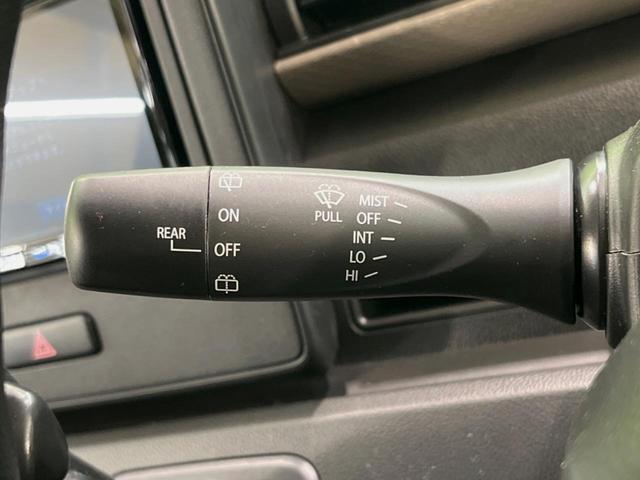 REAR
ON
OFF
PULL
MIST
OFF
INT
LO
HI